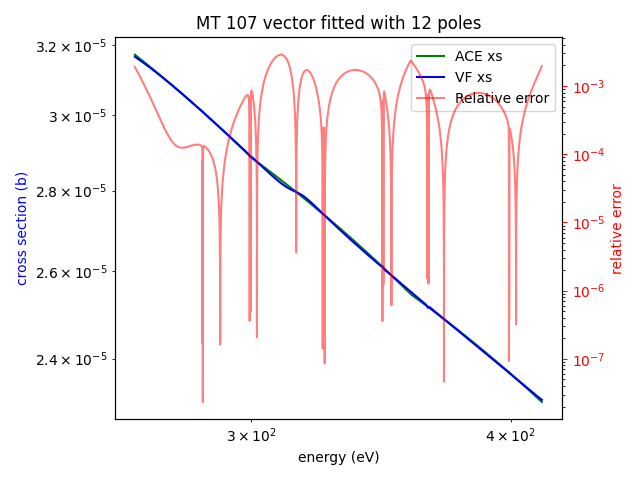 MT 107 vector fitted with 12 poles
3.2 × 10⁻⁵
3 × 10⁻⁵
2.8 × 10⁻⁵
2.6 × 10⁻⁵
2.4 × 10⁻⁵
cross section (b)
ACE xs
VF xs
Relative error
10⁻³
10⁻⁴
10⁻⁵
10⁻⁶
10⁻⁷
relative error
3 × 10²
4 × 10²
energy (eV)